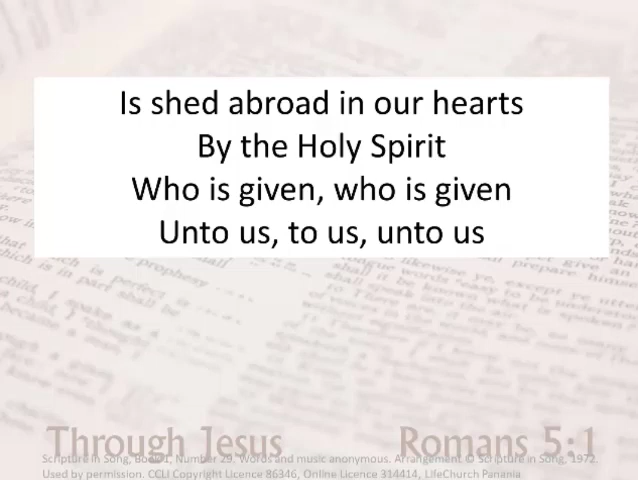 Is shed abroad in our hearts
By the Holy Spirit
Who is given, who is given
Unto us, to us, unto us
Through Jesus Romans 5:1
Scripture in Song, Book 1, Number 29, Words and music anonymous. Arrangement © Scripture in Song, 1972.
Used by permission. CCLI Copyright Licence 86346, Online Licence 314414, LifeChurch Panania